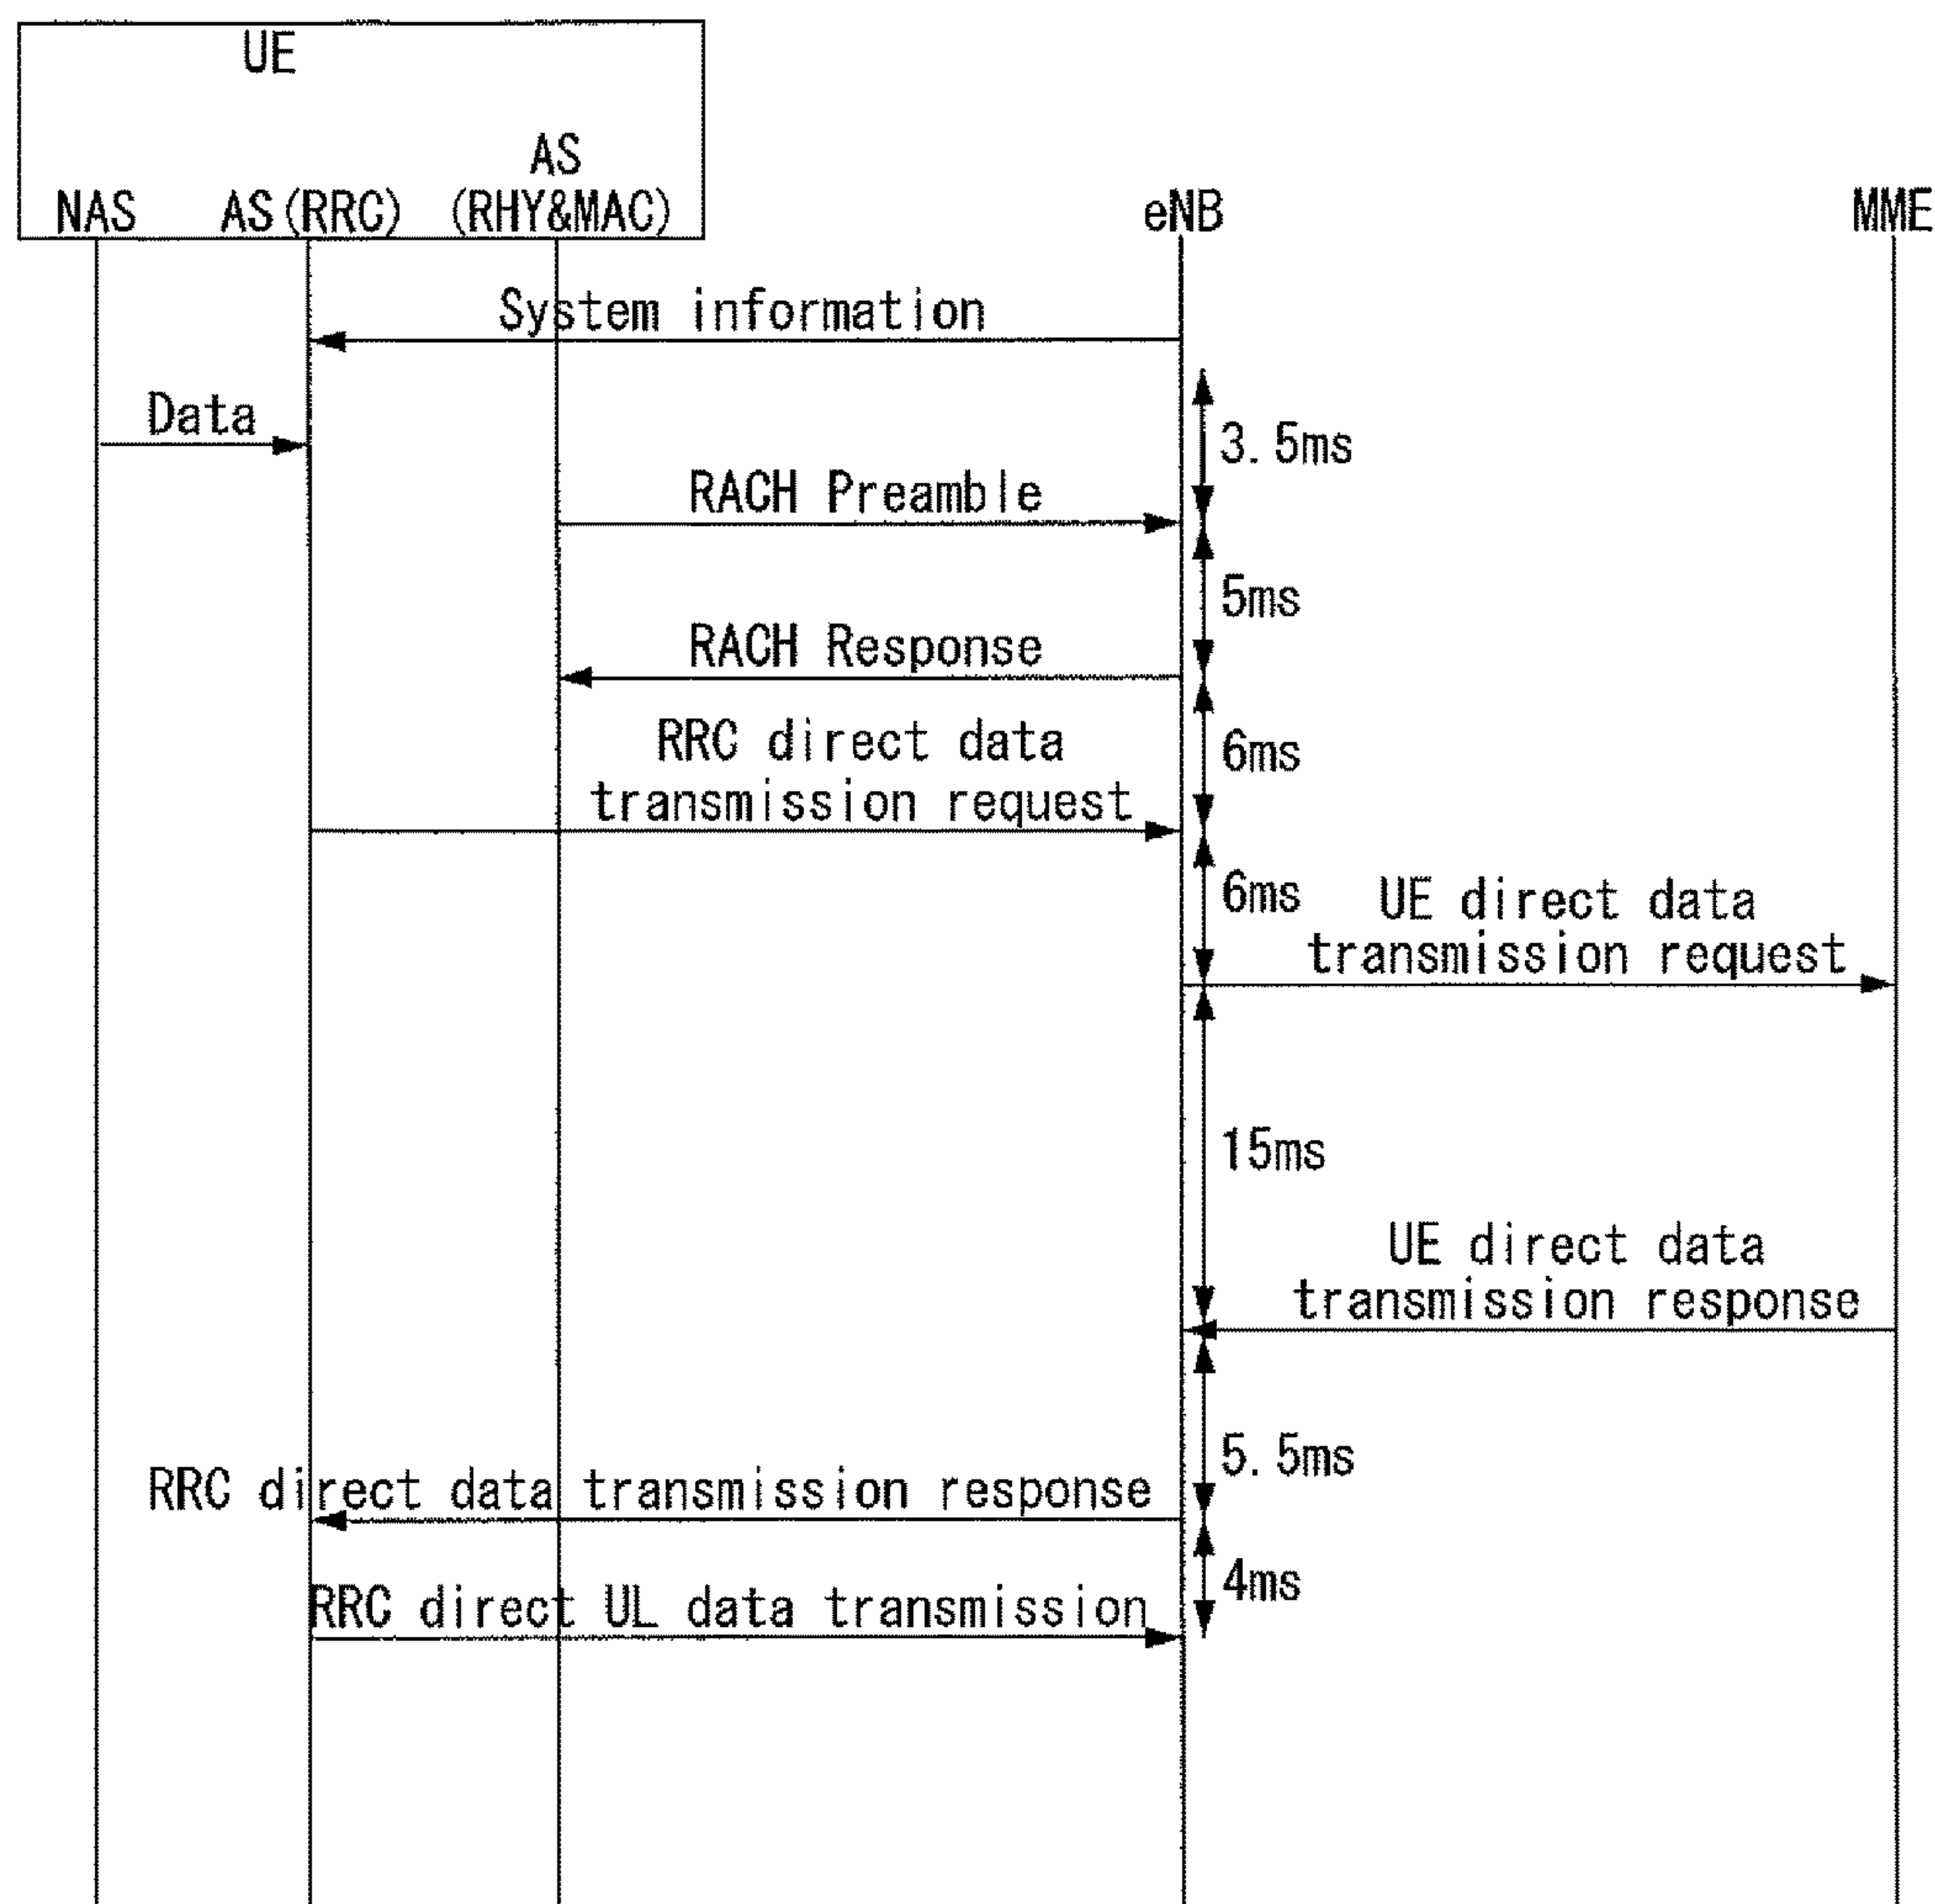 UE
AS
NAS AS(RRC) (RHY&MAC) eNB MME
System information
Data
3.5ms
RACH Preamble
5ms
RACH Response
RRC direct data
transmission request
6ms
6ms
UE direct data
transmission request
15ms
UE direct data
transmission response
5.5ms
RRC direct data transmission response
4ms
RRC direct UL data transmission